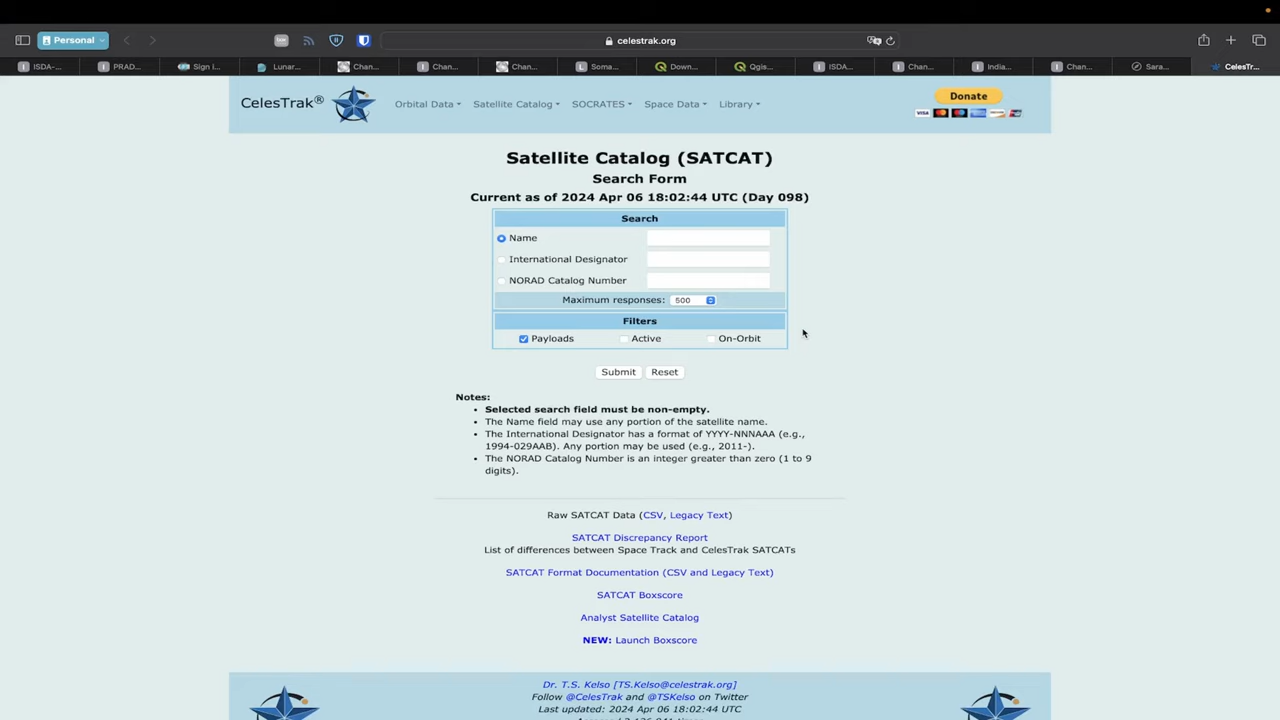 Personal
celestrak.org
ISDA-...
PRAD...
Sign I...
Lunar...
Chan...
Chan...
Chan...
Soma...
Down...
Qgis...
ISDA...
Chan...
India...
Chan...
Sara...
CelesTr...
CelesTrak®
Orbital Data
Satellite Catalog
SOCRATES
Space Data
Library
Donate
VISA
Satellite Catalog (SATCAT)
Search Form
Current as of 2024 Apr 06 18:02:44 UTC (Day 098)
Search
Name
International Designator
NORAD Catalog Number
Maximum responses: 500
Filters
Payloads Active On-Orbit
Submit Reset
Notes:
• Selected search field must be non-empty.
• The Name field may use any portion of the satellite name.
• The International Designator has a format of YYYY-NNNAAA (e.g.,
1994-029AAB). Any portion may be used (e.g., 2011-).
• The NORAD Catalog Number is an integer greater than zero (1 to 9
digits).
Raw SATCAT Data (CSV, Legacy Text)
SATCAT Discrepancy Report
List of differences between Space Track and CelesTrak SATCATs
SATCAT Format Documentation (CSV and Legacy Text)
SATCAT Boxscore
Analyst Satellite Catalog
NEW: Launch Boxscore
Dr. T.S. Kelso [TS.Kelso@celestrak.org]
Follow @CelesTrak and @TSKelso on Twitter
Last updated: 2024 Apr 06 18:02:44 UTC